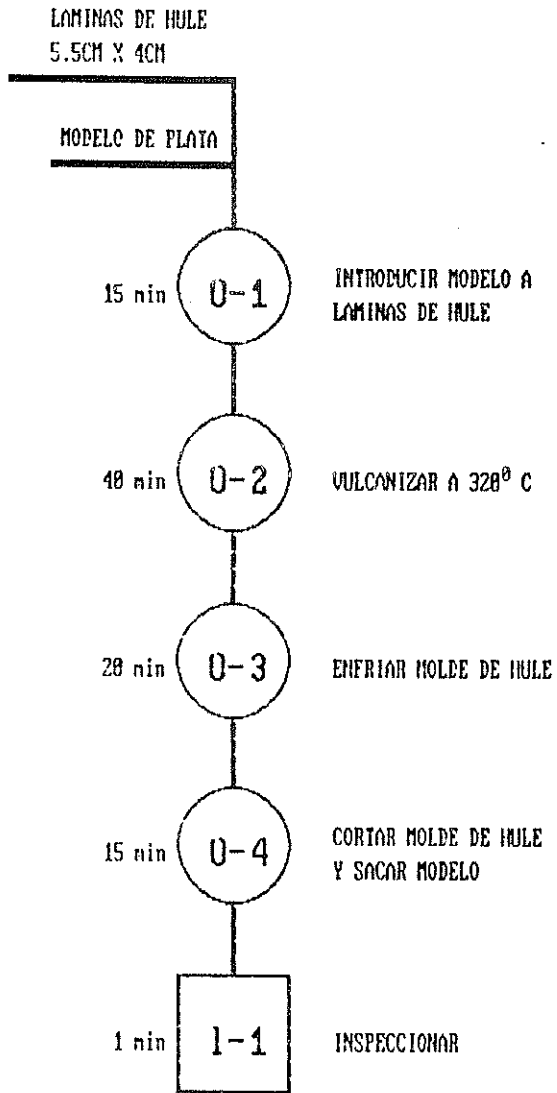 LAMINAS DE HULE
5.5CM X 4CM
MODELO DE PLATA
15 min O-1 INTRODUCIR MODELO A
LAMINAS DE HULE
40 min O-2 VULCANIZAR A 320⁰ C
20 min O-3 ENFRIAR MOLDE DE HULE
15 min O-4 CORTAR MOLDE DE HULE
Y SACAR MODELO
1 min I-1 INSPECCIONAR